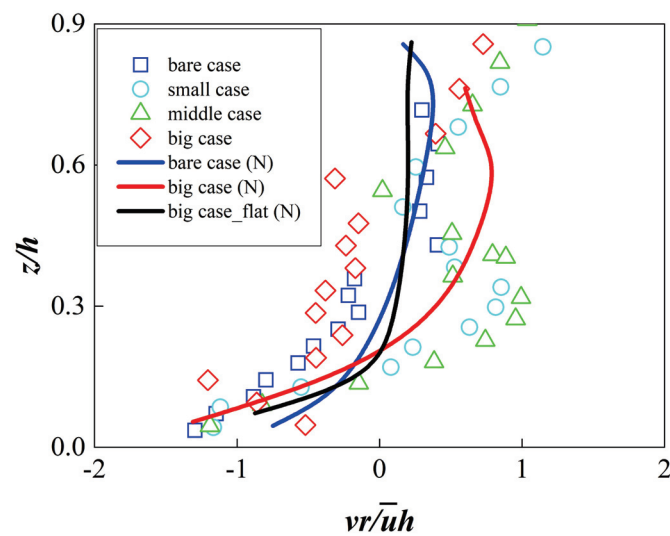 0.9
bare case
small case
middle case
big case
bare case (N)
big case (N)
big case_flat (N)
0.6
z/h
0.3
0.0
-2 -1 0 1 2
vr/u̅h